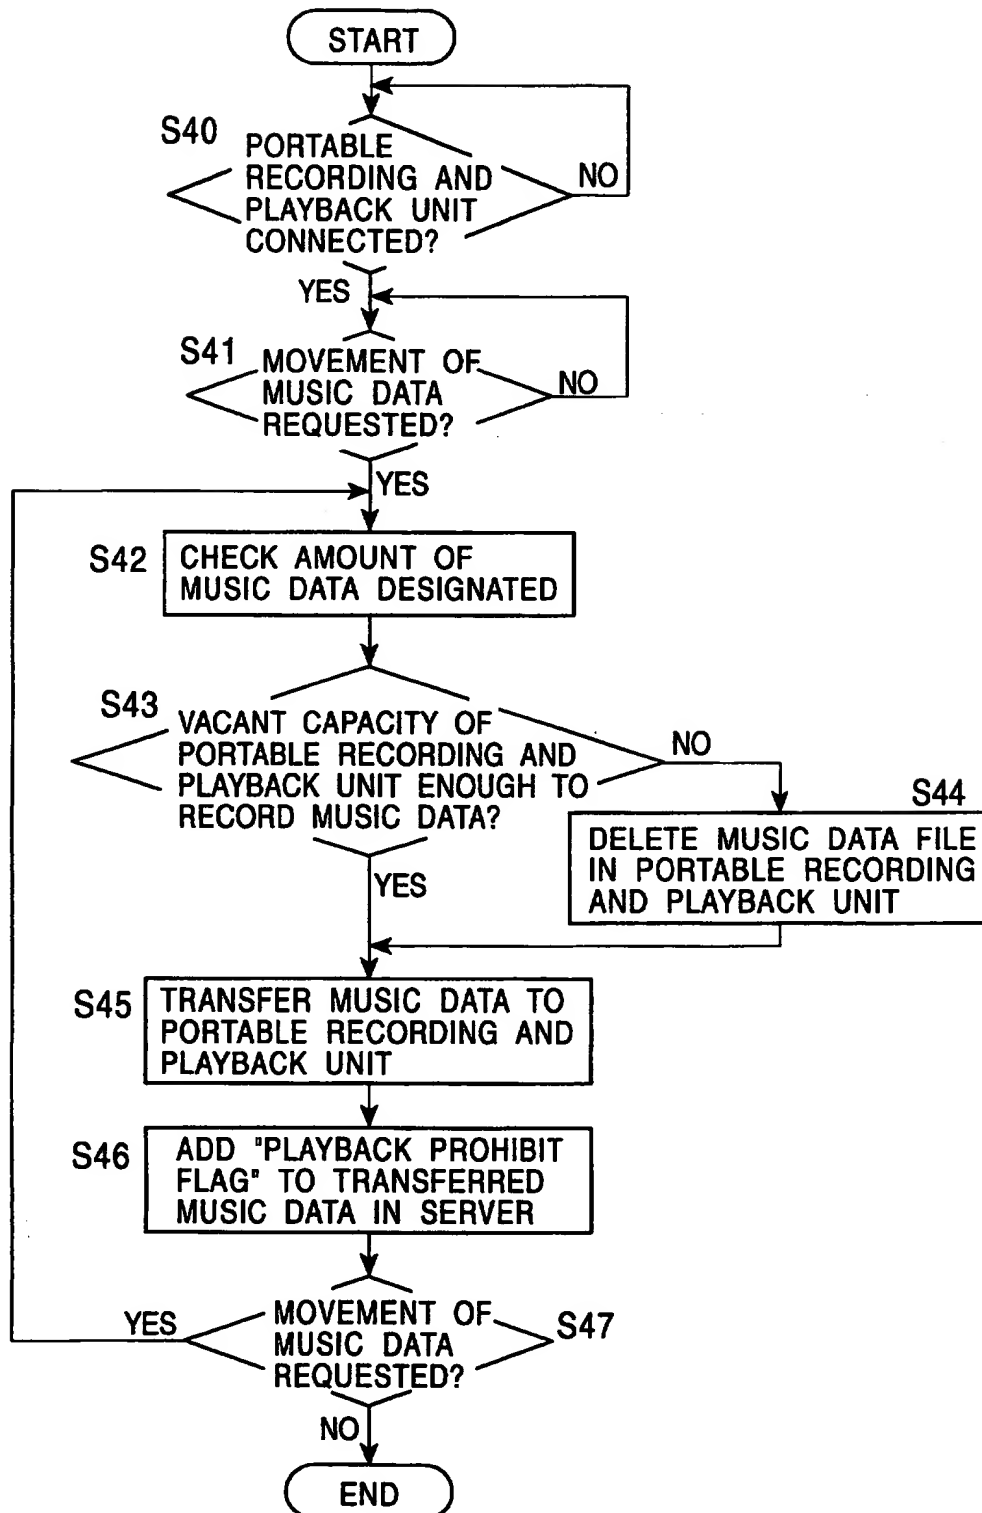 START
S40
PORTABLE
RECORDING AND
PLAYBACK UNIT
CONNECTED?
NO
YES
S41
MOVEMENT OF
MUSIC DATA
REQUESTED?
NO
YES
S42
CHECK AMOUNT OF
MUSIC DATA DESIGNATED
S43
VACANT CAPACITY OF
PORTABLE RECORDING AND
PLAYBACK UNIT ENOUGH TO
RECORD MUSIC DATA?
NO
S44
DELETE MUSIC DATA FILE
IN PORTABLE RECORDING
AND PLAYBACK UNIT
YES
S45
TRANSFER MUSIC DATA TO
PORTABLE RECORDING AND
PLAYBACK UNIT
S46
ADD "PLAYBACK PROHIBIT
FLAG" TO TRANSFERRED
MUSIC DATA IN SERVER
YES
MOVEMENT OF
MUSIC DATA
REQUESTED?
S47
NO
END